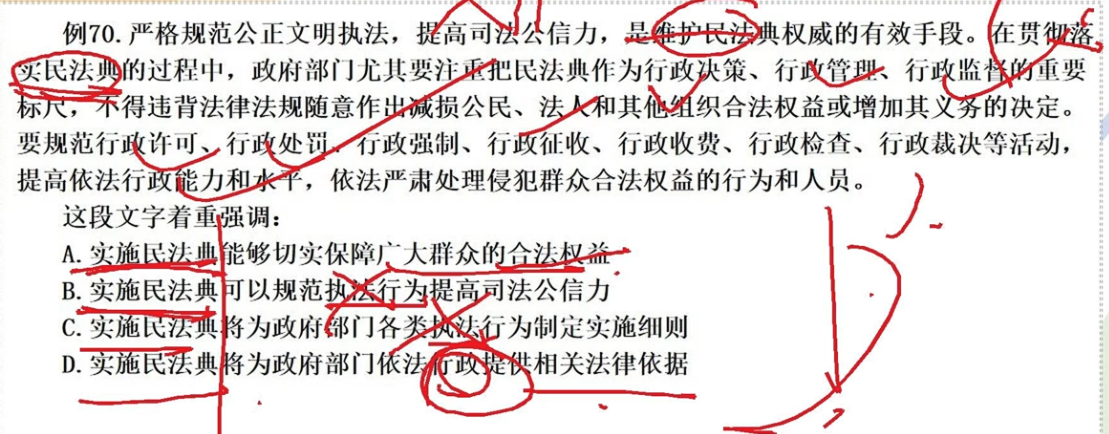 例70.严格规范公正文明执法，提高司法公信力，是维护民法典权威的有效手段。在贯彻落
实民法典的过程中，政府部门尤其要注重把民法典作为行政决策、行政管理、行政监督的重要
标尺，不得违背法律法规随意作出减损公民、法人和其他组织合法权益或增加其义务的决定。
要规范行政许可、行政处罚、行政强制、行政征收、行政收费、行政检查、行政裁决等活动，
提高依法行政能力和水平，依法严肃处理侵犯群众合法权益的行为和人员。
这段文字着重强调：
A.实施民法典能够切实保障广大群众的合法权益
B.实施民法典可以规范执法行为提高司法公信力
C.实施民法典将为政府部门各类执法行为制定实施细则
D.实施民法典将为政府部门依法行政提供相关法律依据